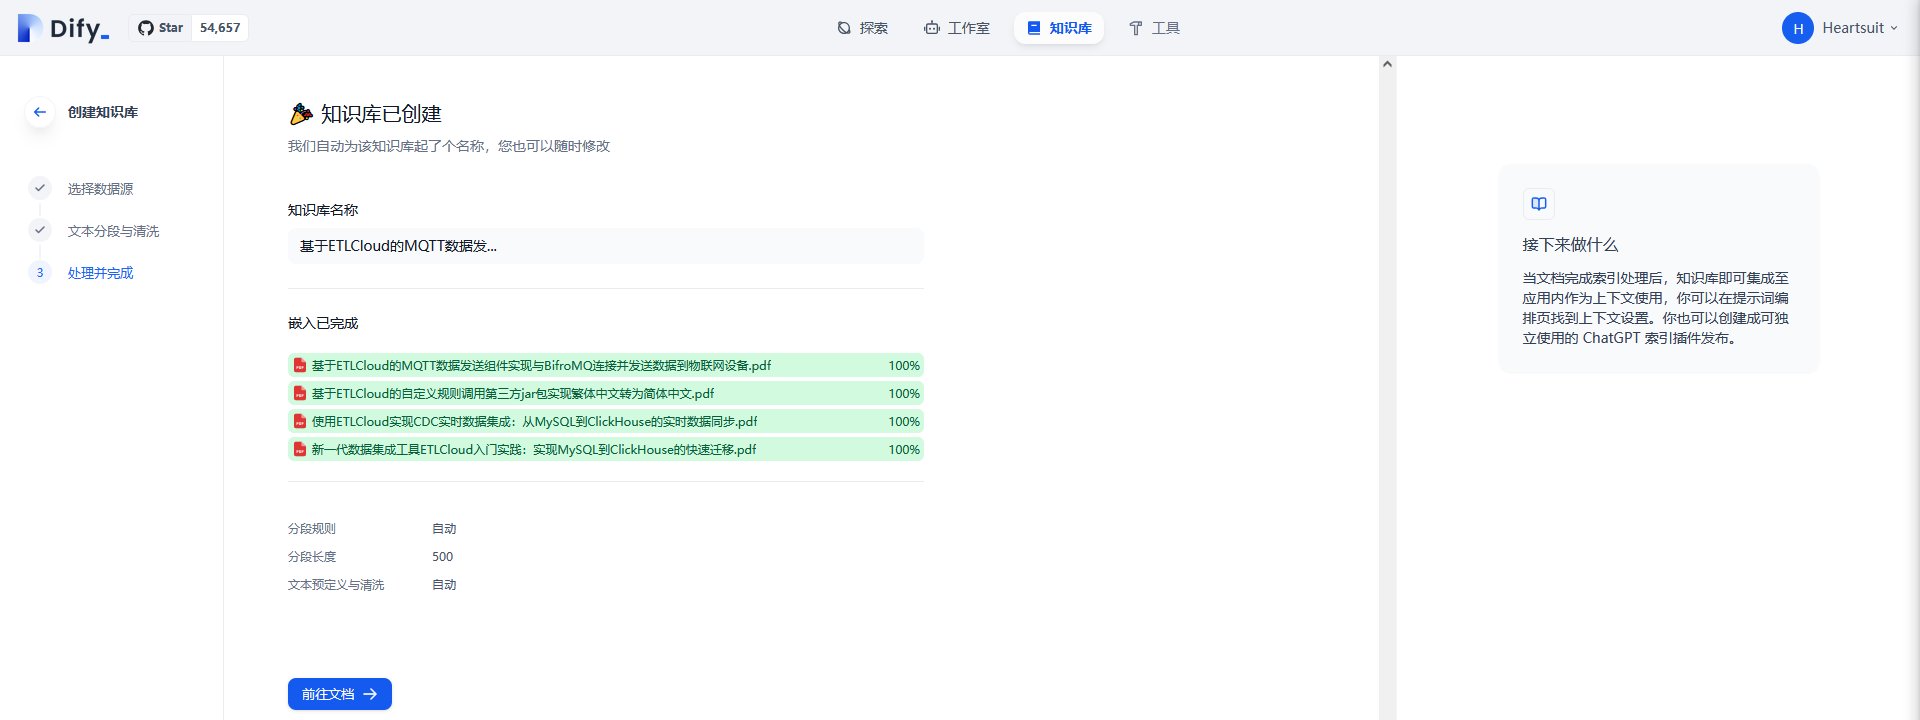 Dify_
Star 54,657
探索
工作室
知识库
工具
H Heartsuit
创建知识库
选择数据源
文本分段与清洗
3 处理并完成
知识库已创建
我们自动为该知识库起了个名称，您也可以随时修改
知识库名称
基于ETLCloud的MQTT数据发...
嵌入已完成
基于ETLCloud的MQTT数据发送组件实现与BifroMQ连接并发送数据到物联网设备.pdf 100%
基于ETLCloud的自定义规则调用第三方jar包实现繁体中文转为简体中文.pdf 100%
使用ETLCloud实现CDC实时数据集成：从MySQL到ClickHouse的实时数据同步.pdf 100%
新一代数据集成工具ETLCloud入门实践：实现MySQL到ClickHouse的快速迁移.pdf 100%
分段规则 自动
分段长度 500
文本预定义与清洗 自动
前往文档
接下来做什么
当文档完成索引处理后，知识库即可集成至
应用内作为上下文使用，你可以在提示词编
排页找到上下文设置。你也可以创建成可独
立使用的 ChatGPT 索引插件发布。